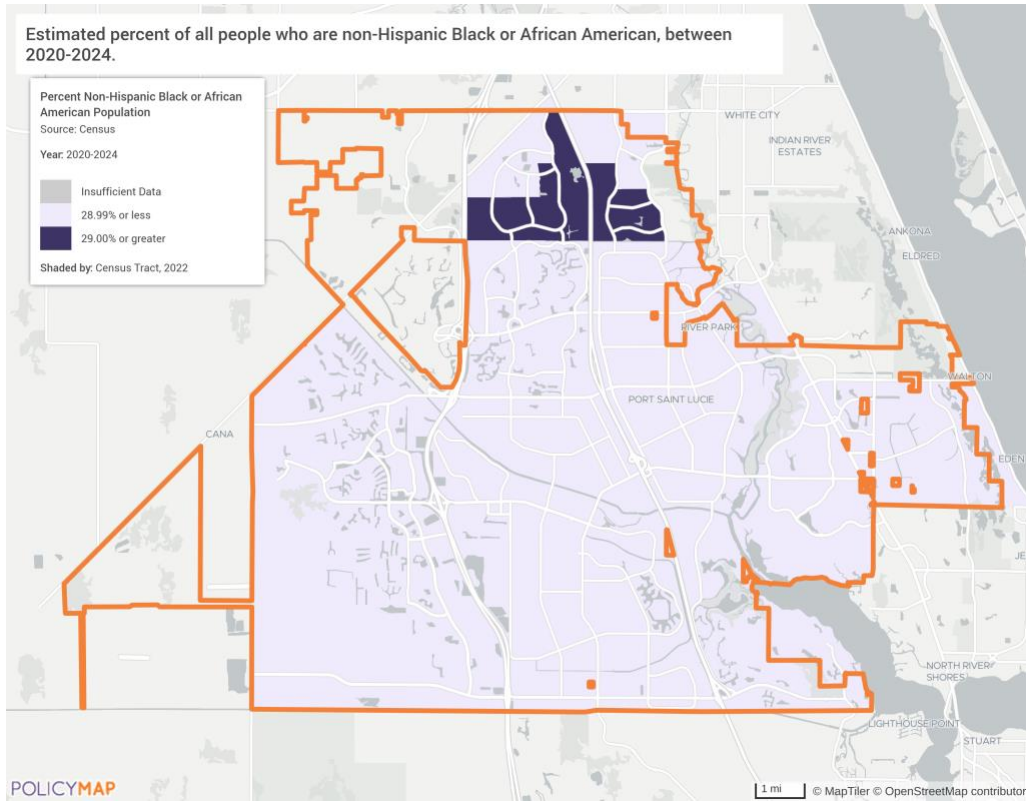 Estimated percent of all people who are non-Hispanic Black or African American, between
2020-2024.
Percent Non-Hispanic Black or African
American Population
Source: Census
Year: 2020-2024
Insufficient Data
28.99% or less
29.00% or greater
Shaded by: Census Tract, 2022
WHITE CITY
INDIAN RIVER
ESTATES
ANKONA
ELDRED
RIVER PARK
WALTON
PORT SAINT LUCIE
CANA
EDEN
JE
NORTH RIVER
SHORES
LIGHTHOUSE POINT
STUART
POLICYMAP
1 mi
© MapTiler © OpenStreetMap contributor